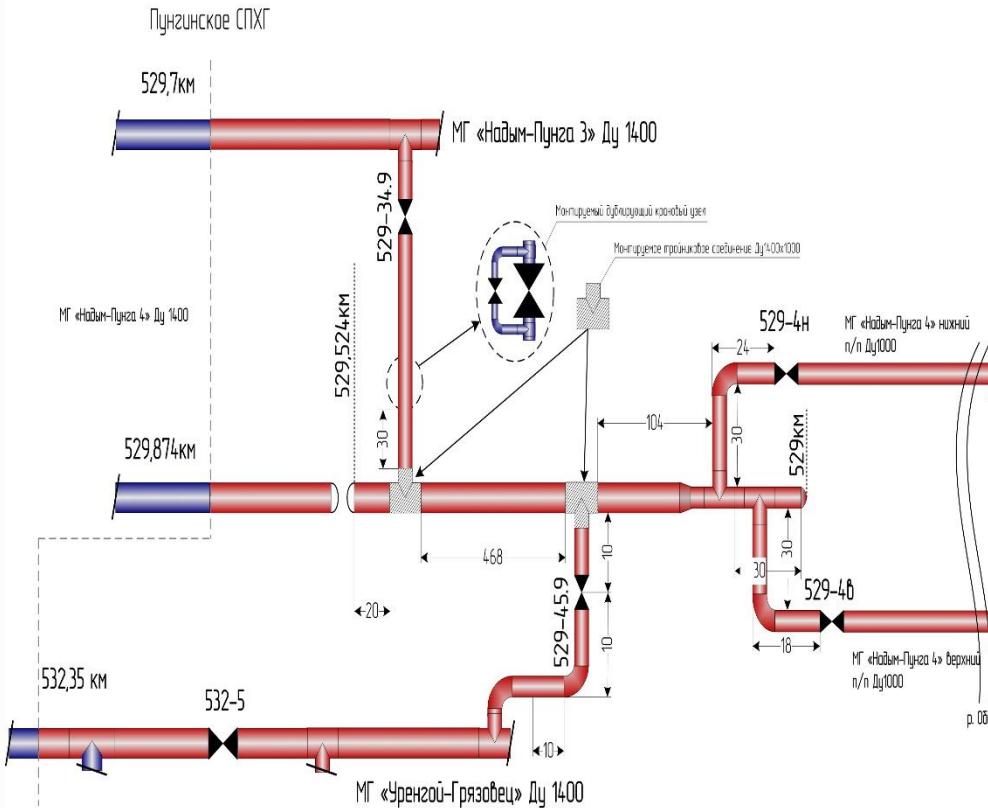 Пунгинское СПХГ
529,7км
МГ «Надым-Пунга 3» Ду 1400
529-34.9
Монтируемый дублирующий крановый узел
Монтируемое тройниковое соединение Ду1400х1000
МГ «Надым-Пунга 4» Ду 1400
529,524км
529-4н
МГ «Надым-Пунга 4» нижний
п/п Ду1000
24
30
104
30
529км
529,874км
468
20
10
529-45.9
10
30
30
529-4в
18
МГ «Надым-Пунга 4» верхний
п/п Ду1000
р. Об
532,35 км
532-5
10
МГ «Уренгой-Грязовец» Ду 1400